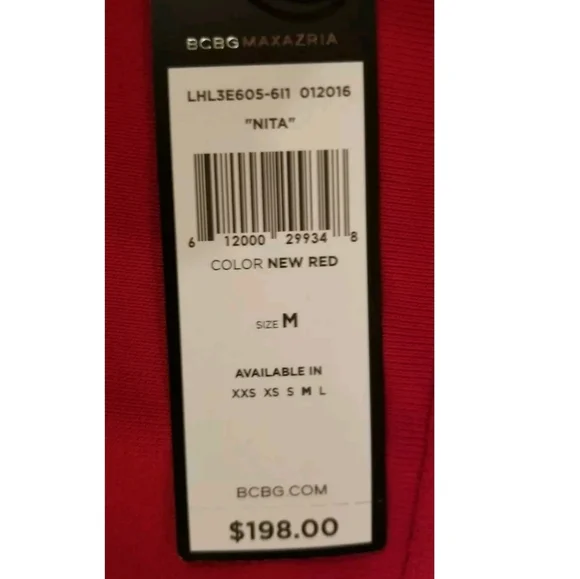 BCBGMAXAZRIA
LHL3E605-6I1 012016
"NITA"
6 12000 29934 8
COLOR NEW RED
SIZE M
AVAILABLE IN
XXS XS S M L
BCBG.COM
$198.00